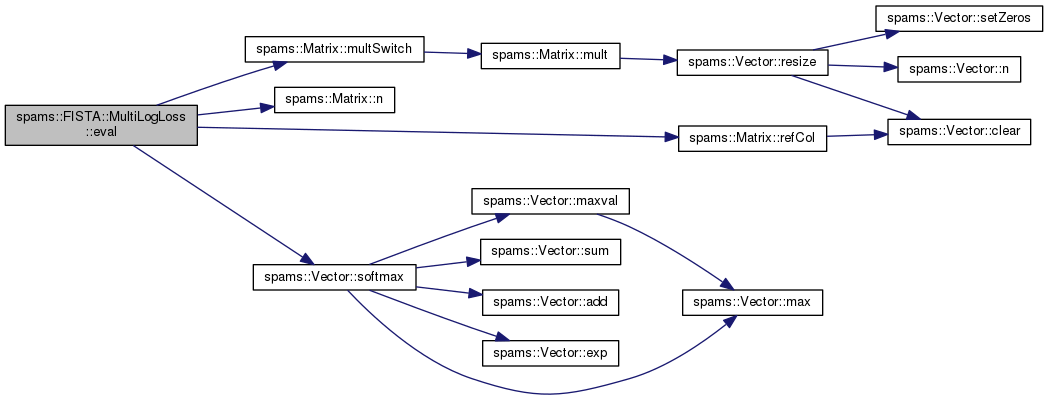 spams::FISTA::MultiLogLoss
::eval
spams::Matrix::multSwitch
spams::Matrix::n
spams::Matrix::mult
spams::Vector::resize
spams::Vector::setZeros
spams::Vector::n
spams::Vector::clear
spams::Matrix::refCol
spams::Vector::softmax
spams::Vector::maxval
spams::Vector::sum
spams::Vector::add
spams::Vector::exp
spams::Vector::max